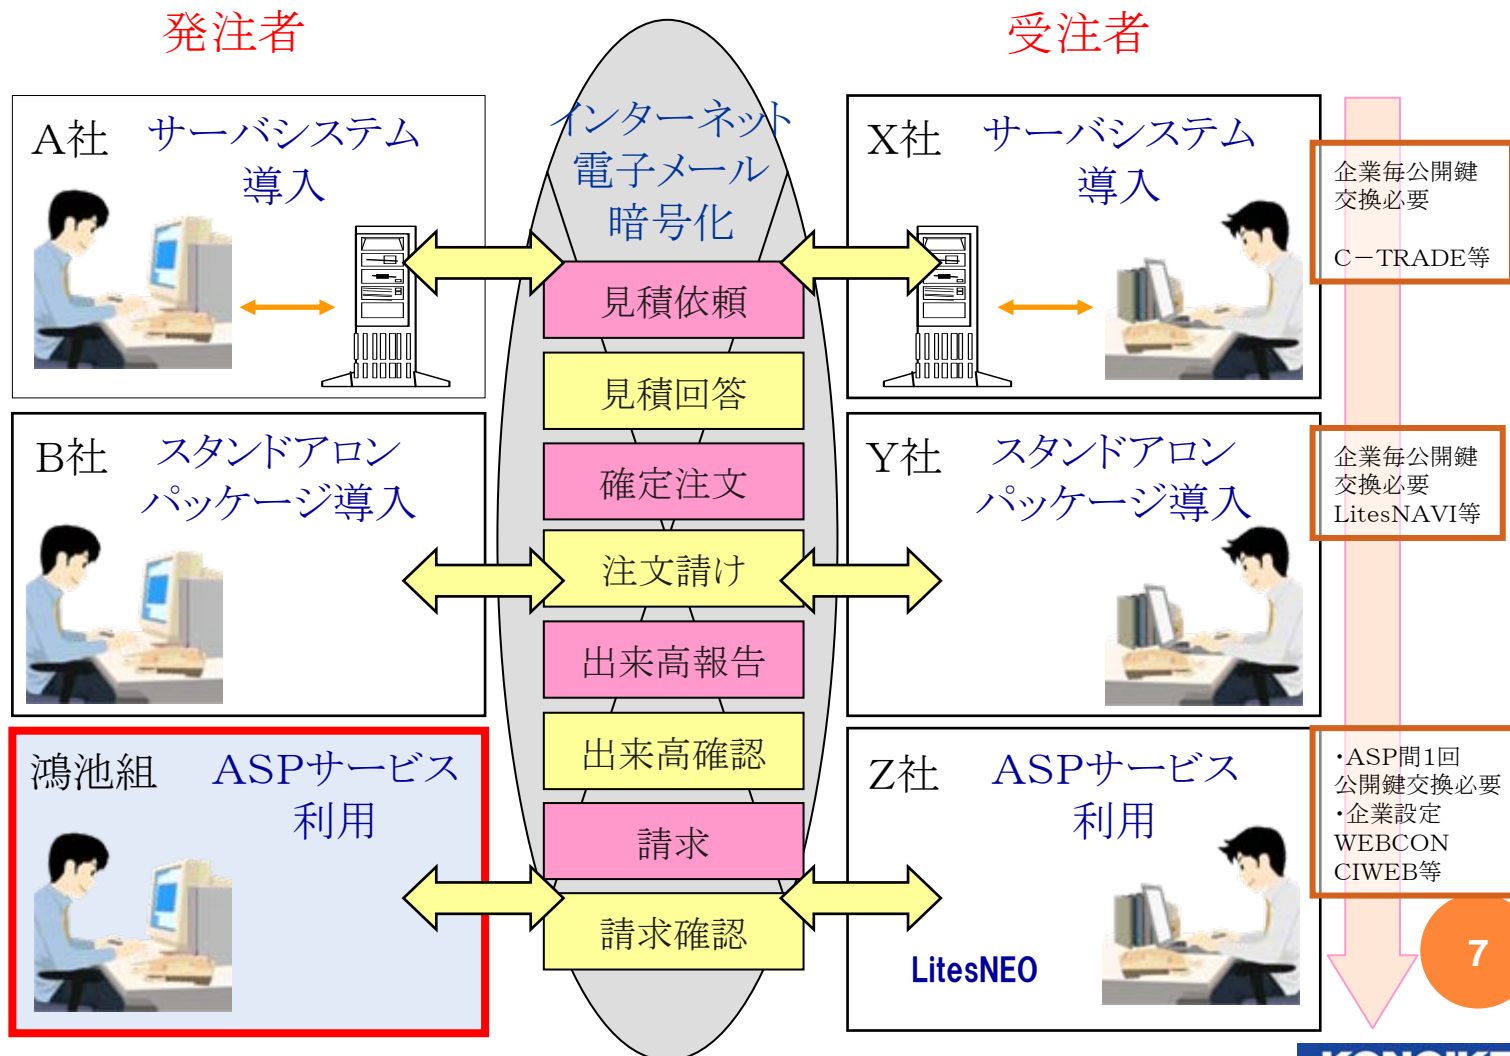 発注者
受注者
A社
サーバシステム
導入
インターネット
電子メール
暗号化
X社
サーバシステム
導入
企業毎公開鍵
交換必要
C－TRADE等
見積依頼
見積回答
確定注文
注文請け
出来高報告
出来高確認
請求
請求確認
B社
スタンドアロン
パッケージ導入
Y社
スタンドアロン
パッケージ導入
企業毎公開鍵
交換必要
LitesNAVI等
鴻池組
ASPサービス
利用
Z社
ASPサービス
利用
LitesNEO
・ASP間1回
公開鍵交換必要
・企業設定
WEBCON
CIWEB等
7